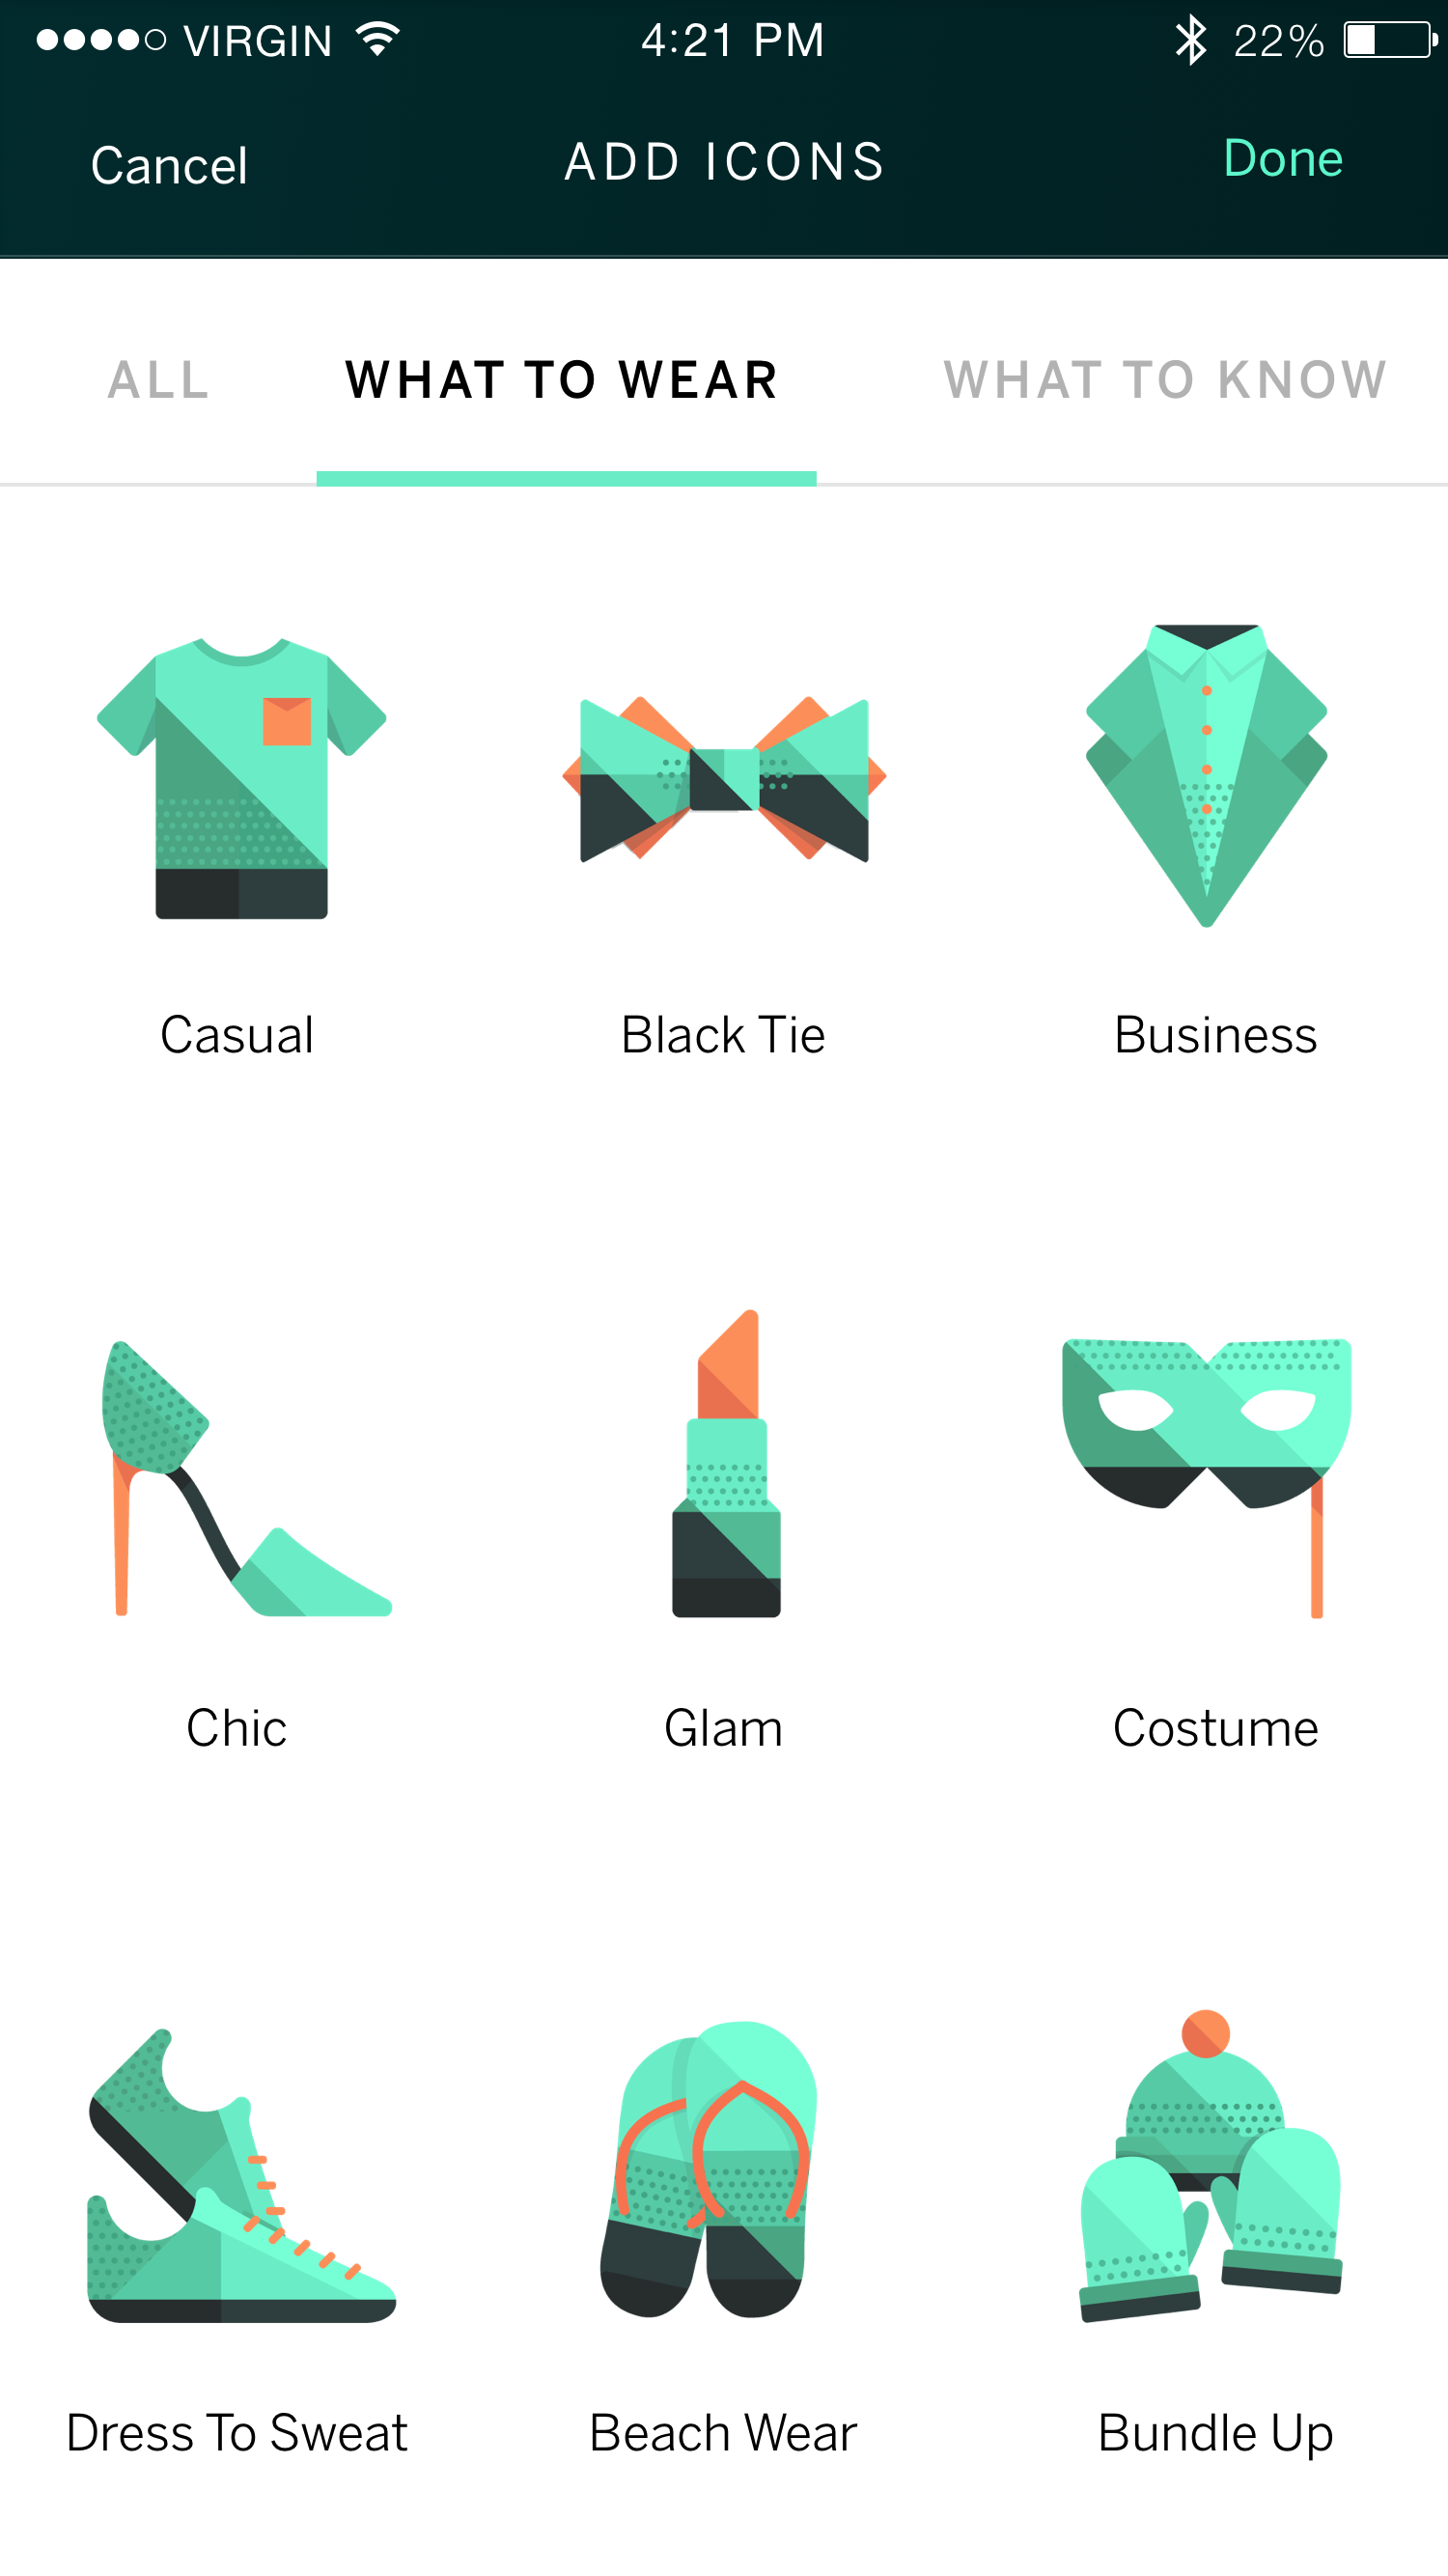 VIRGIN 4:21 PM 22%
Cancel ADD ICONS Done
ALL WHAT TO WEAR WHAT TO KNOW
Casual Black Tie Business
Chic Glam Costume
Dress To Sweat Beach Wear Bundle Up